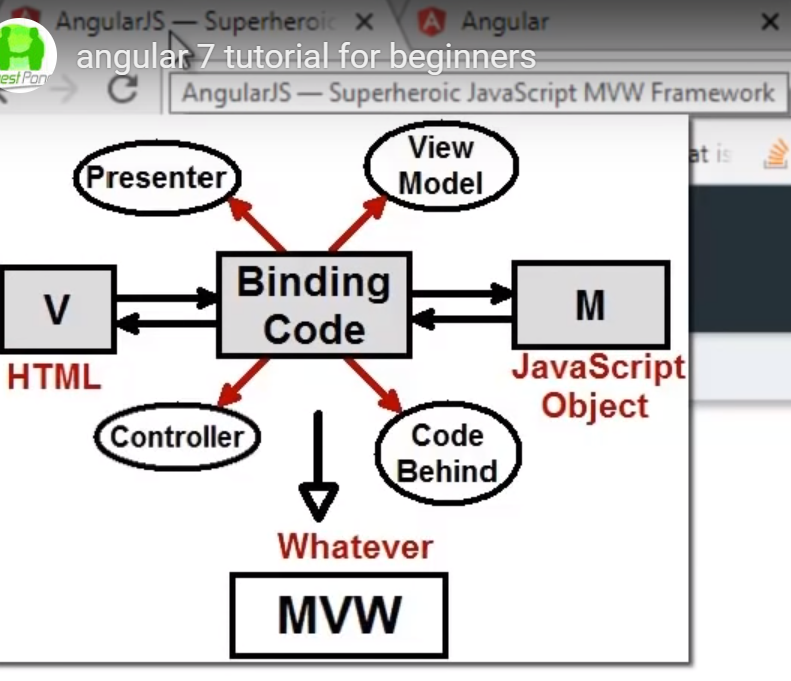 AngularJS — Superheroic
Angular
angular 7 tutorial for beginners
AngularJS — Superheroic JavaScript MVW Framework
Presenter
View
Model
V
Binding
Code
M
HTML
JavaScript
Object
Controller
Code
Behind
Whatever
MVW